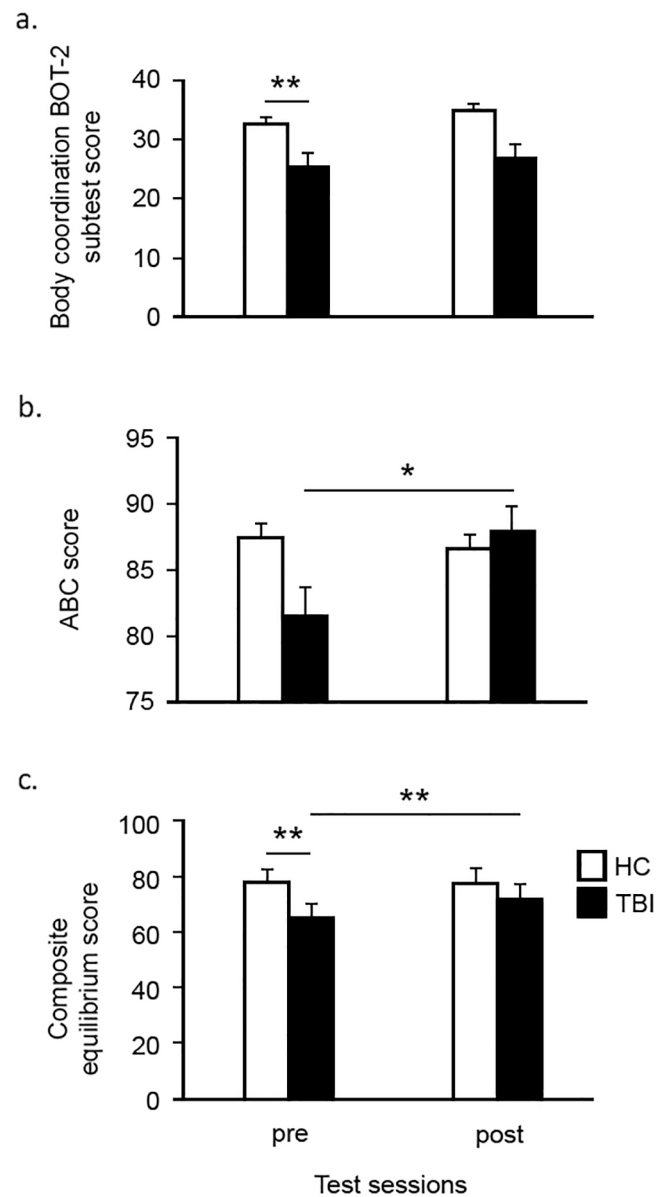 a.
Body coordination BOT-2
subtest score
40
30
20
10
0
**
b.
ABC score
95
90
85
80
75
*
c.
Composite
equilibrium score
100
80
60
40
20
0
**
**
HC
TBI
pre
post
Test sessions